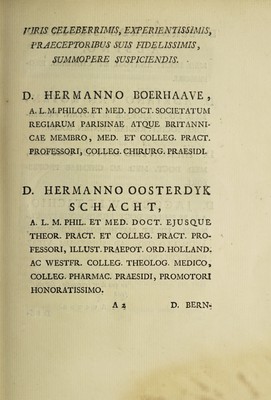 VIRIS CELEBERRIMIS, EXPERIENTISSIMIS,
PRAECEPTORIBUS SUIS FIDELISSIMIS,
SUMMOPERE SUSPICIENDIS.
D. HERMANNO BOERHAAVE,
A. L. M. PHILOS. ET MED. DOCT. SOCIETATUM
REGIARUM PARISINAE ATQUE BRITANNI-
CAE MEMBRO, MED. ET COLLEG. PRACT.
PROFESSORI, COLLEG. CHIRURG. PRAESIDI.
D. HERMANNO OOSTERDYK
SCHACHT,
A. L. M. PHIL. ET MED. DOCT. EJUSQUE
THEOR. PRACT. ET COLLEG. PRACT. PRO-
FESSORI, ILLUST. PRAEPOT. ORD. HOLLAND.
AC WESTFR. COLLEG. THEOLOG. MEDICO,
COLLEG. PHARMAC. PRAESIDI, PROMOTORI
HONORATISSIMO.
A 2 D. BERN-